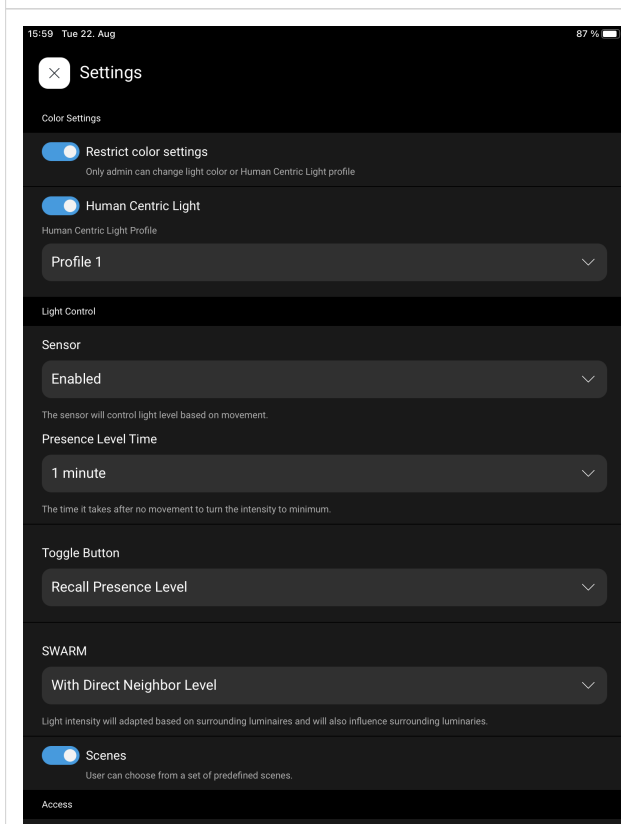 15:59 Tue 22. Aug 87 %
Settings
Color Settings
Restrict color settings
Only admin can change light color or Human Centric Light profile
Human Centric Light
Human Centric Light Profile
Profile 1
Light Control
Sensor
Enabled
The sensor will control light level based on movement.
Presence Level Time
1 minute
The time it takes after no movement to turn the intensity to minimum.
Toggle Button
Recall Presence Level
SWARM
With Direct Neighbor Level
Light intensity will adapted based on surrounding luminaires and will also influence surrounding luminaries.
Scenes
User can choose from a set of predefined scenes.
Access